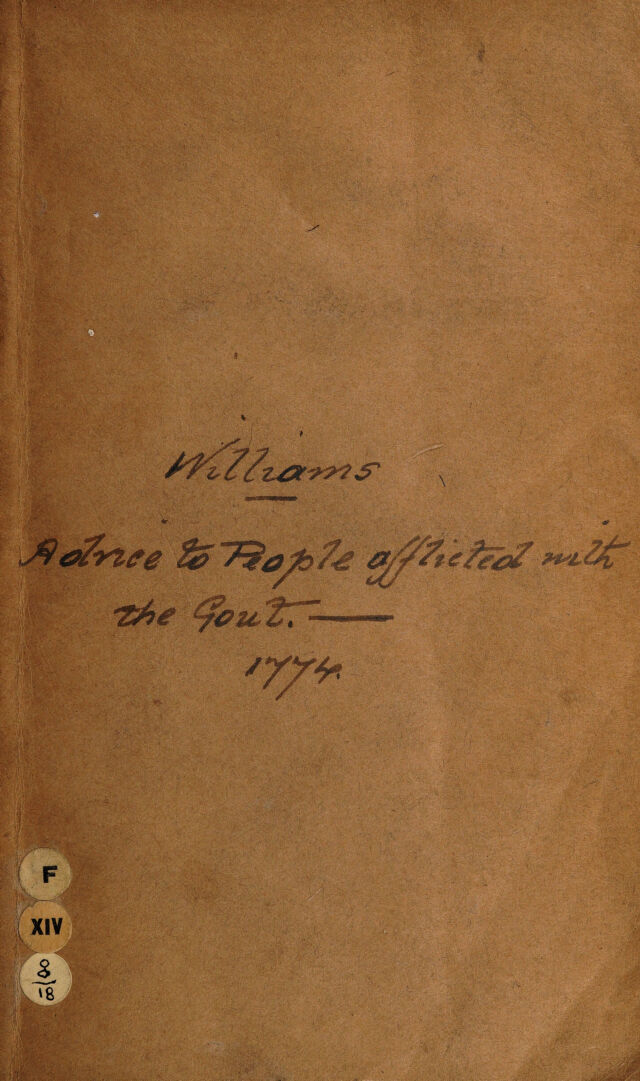 Williams
Advice to People afflicted with
the Gout. —
1774.
F
XIV
8
18